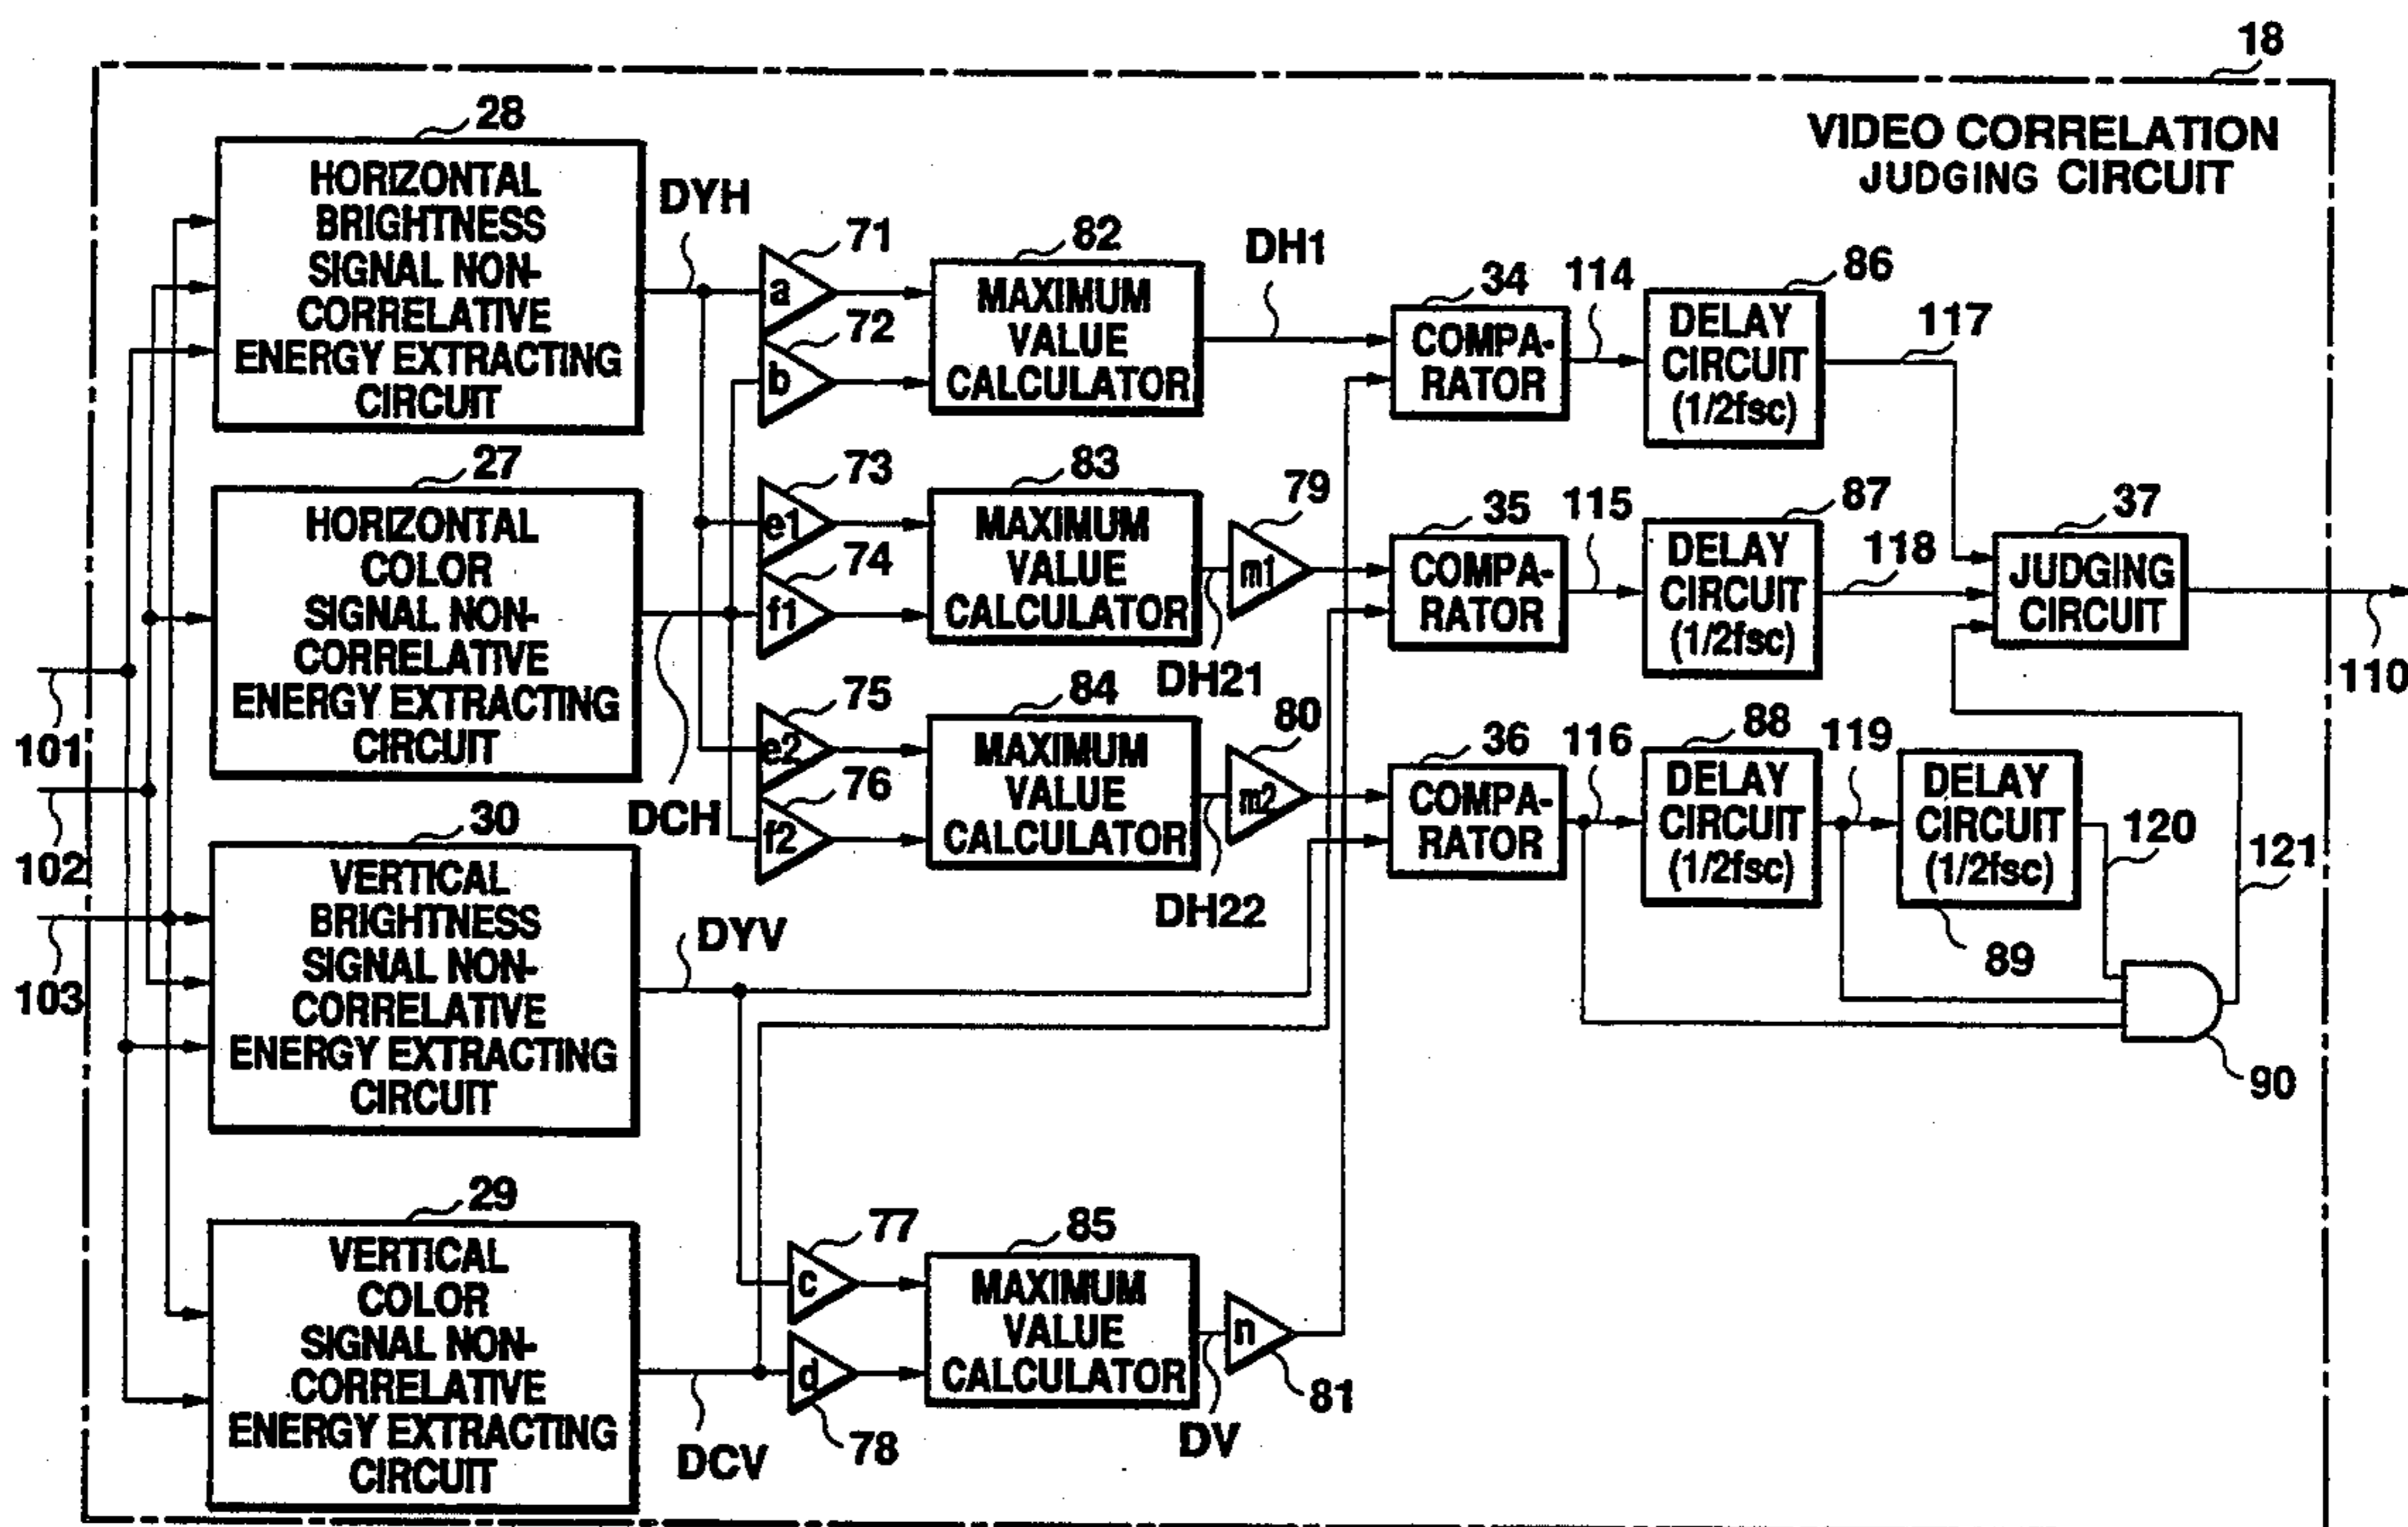 18
VIDEO CORRELATION
JUDGING CIRCUIT
28
HORIZONTAL
BRIGHTNESS
SIGNAL NON-
CORRELATIVE
ENERGY EXTRACTING
CIRCUIT
DYH
71
a
72
b
82
MAXIMUM
VALUE
CALCULATOR
DH1
34
COMPA-
RATOR
114
86
DELAY
CIRCUIT
(1/2fsc)
117
27
HORIZONTAL
COLOR
SIGNAL NON-
CORRELATIVE
ENERGY EXTRACTING
CIRCUIT
DCH
73
e1
74
f1
83
MAXIMUM
VALUE
CALCULATOR
DH21
79
m1
35
COMPA-
RATOR
115
87
DELAY
CIRCUIT
(1/2fsc)
118
37
JUDGING
CIRCUIT
110
101
102
103
75
e2
76
f2
84
MAXIMUM
VALUE
CALCULATOR
DH22
80
m2
36
COMPA-
RATOR
116
88
DELAY
CIRCUIT
(1/2fsc)
119
DELAY
CIRCUIT
(1/2fsc)
89
120
121
90
30
VERTICAL
BRIGHTNESS
SIGNAL NON-
CORRELATIVE
ENERGY EXTRACTING
CIRCUIT
DYV
29
VERTICAL
COLOR
SIGNAL NON-
CORRELATIVE
ENERGY EXTRACTING
CIRCUIT
DCV
77
c
d
78
85
MAXIMUM
VALUE
CALCULATOR
DV
n
81